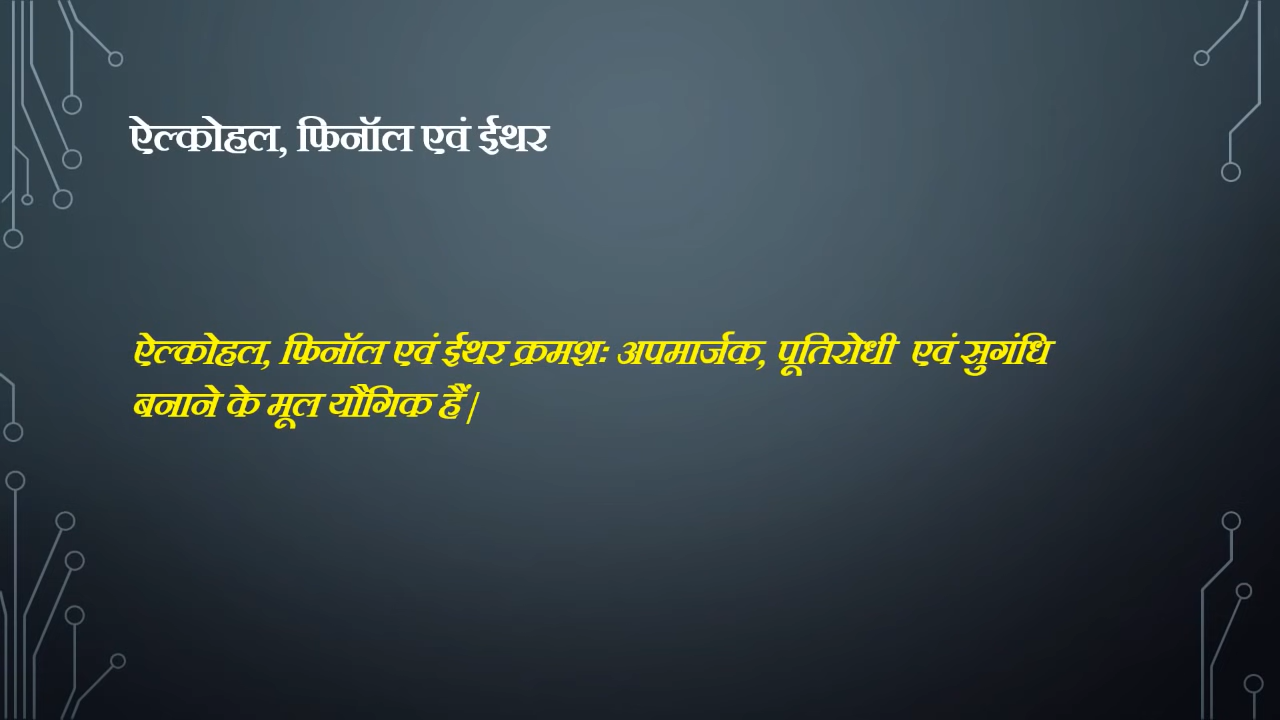 ऐल्कोहल, फिनॉल एवं ईथर
ऐल्कोहल, फिनॉल एवं ईथर क्रमशः अपमार्जक, पूतिरोधी एवं सुगंधि
बनाने के मूल यौगिक हैं|